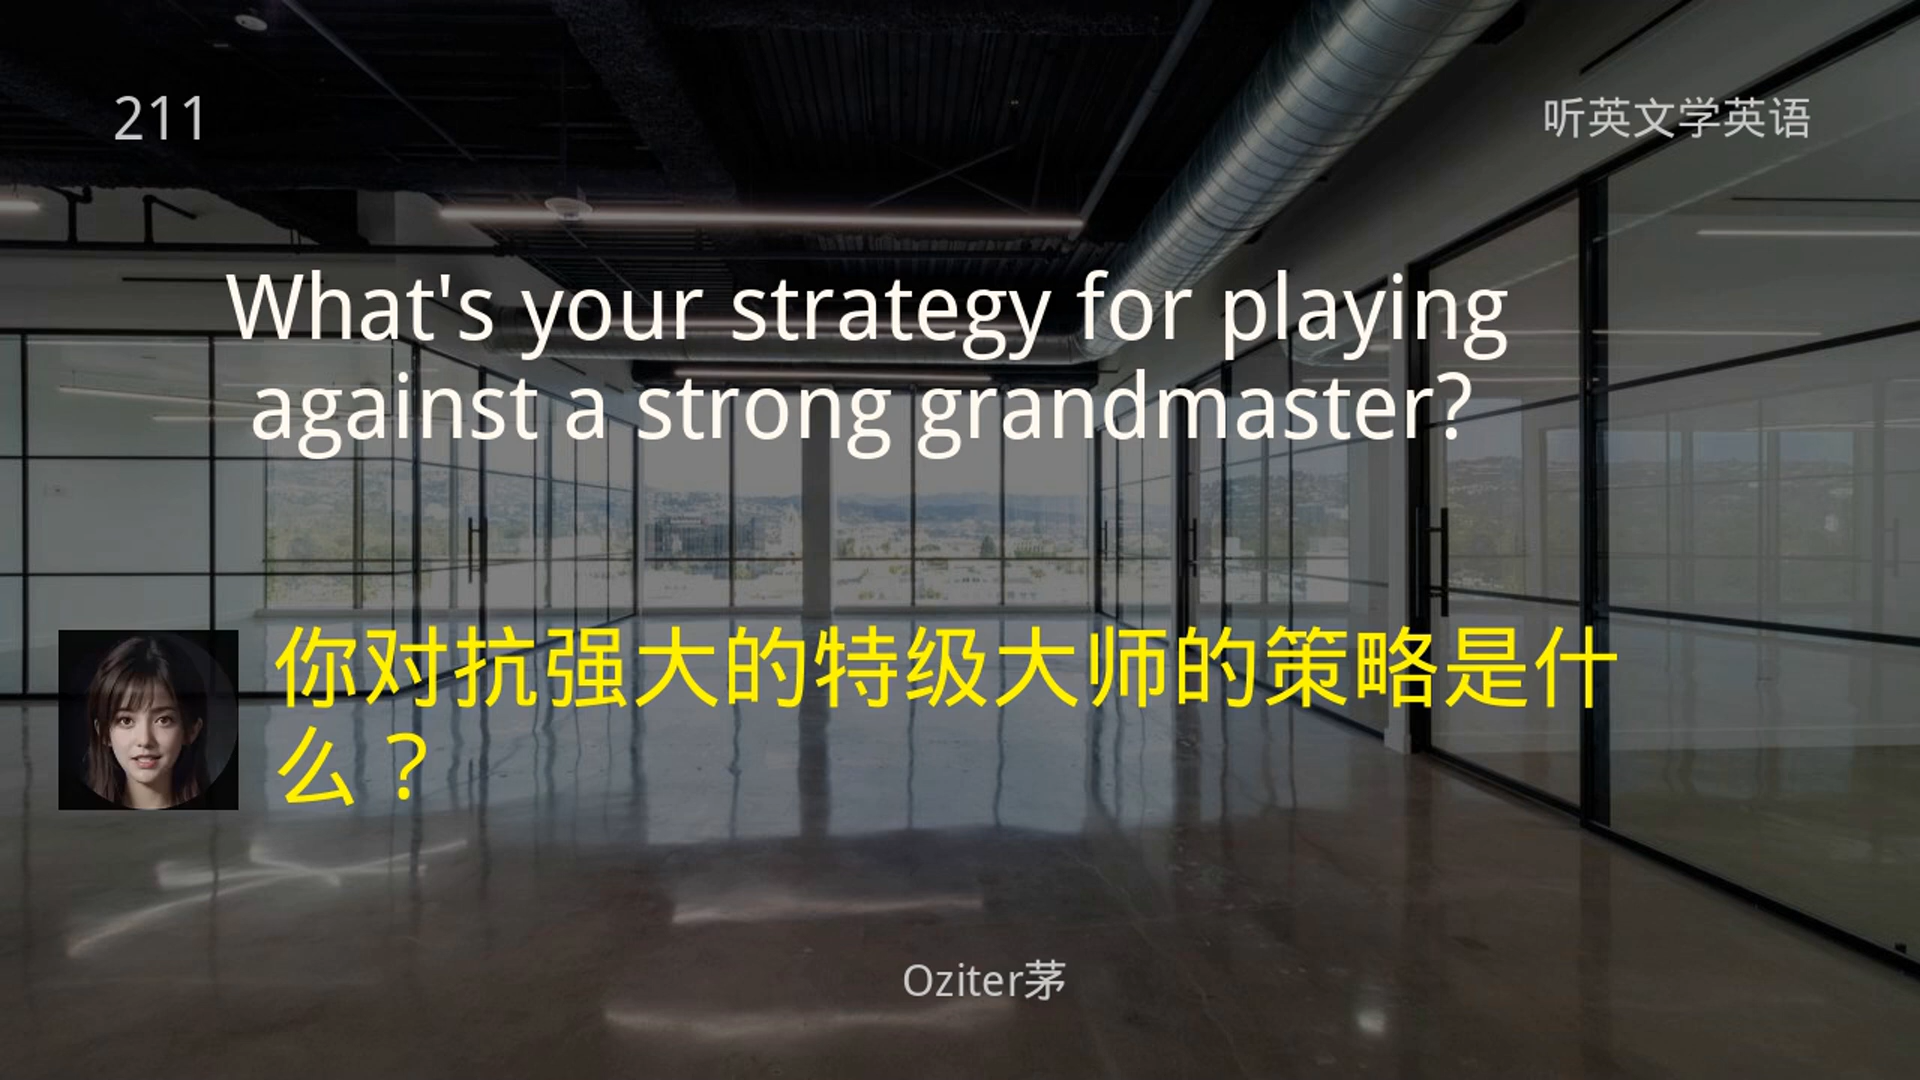 211
听英文学英语
What's your strategy for playing
against a strong grandmaster?
你对抗强大的特级大师的策略是什
么？
Oziter茅